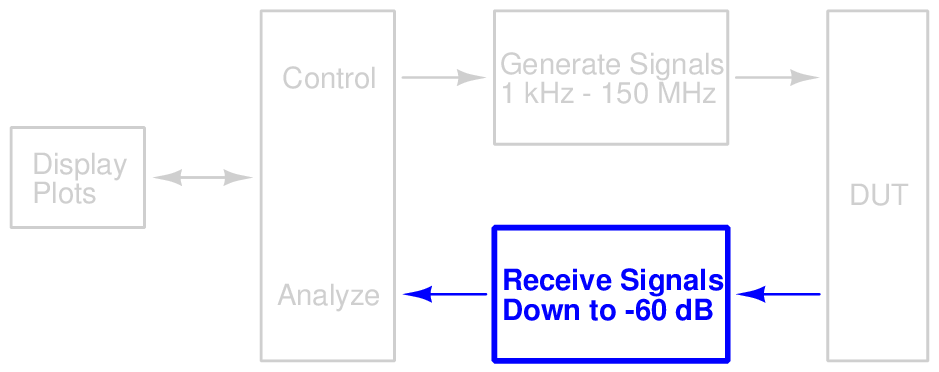 Control
Generate Signals
1 kHz - 150 MHz
Display
Plots
DUT
Analyze
Receive Signals
Down to -60 dB